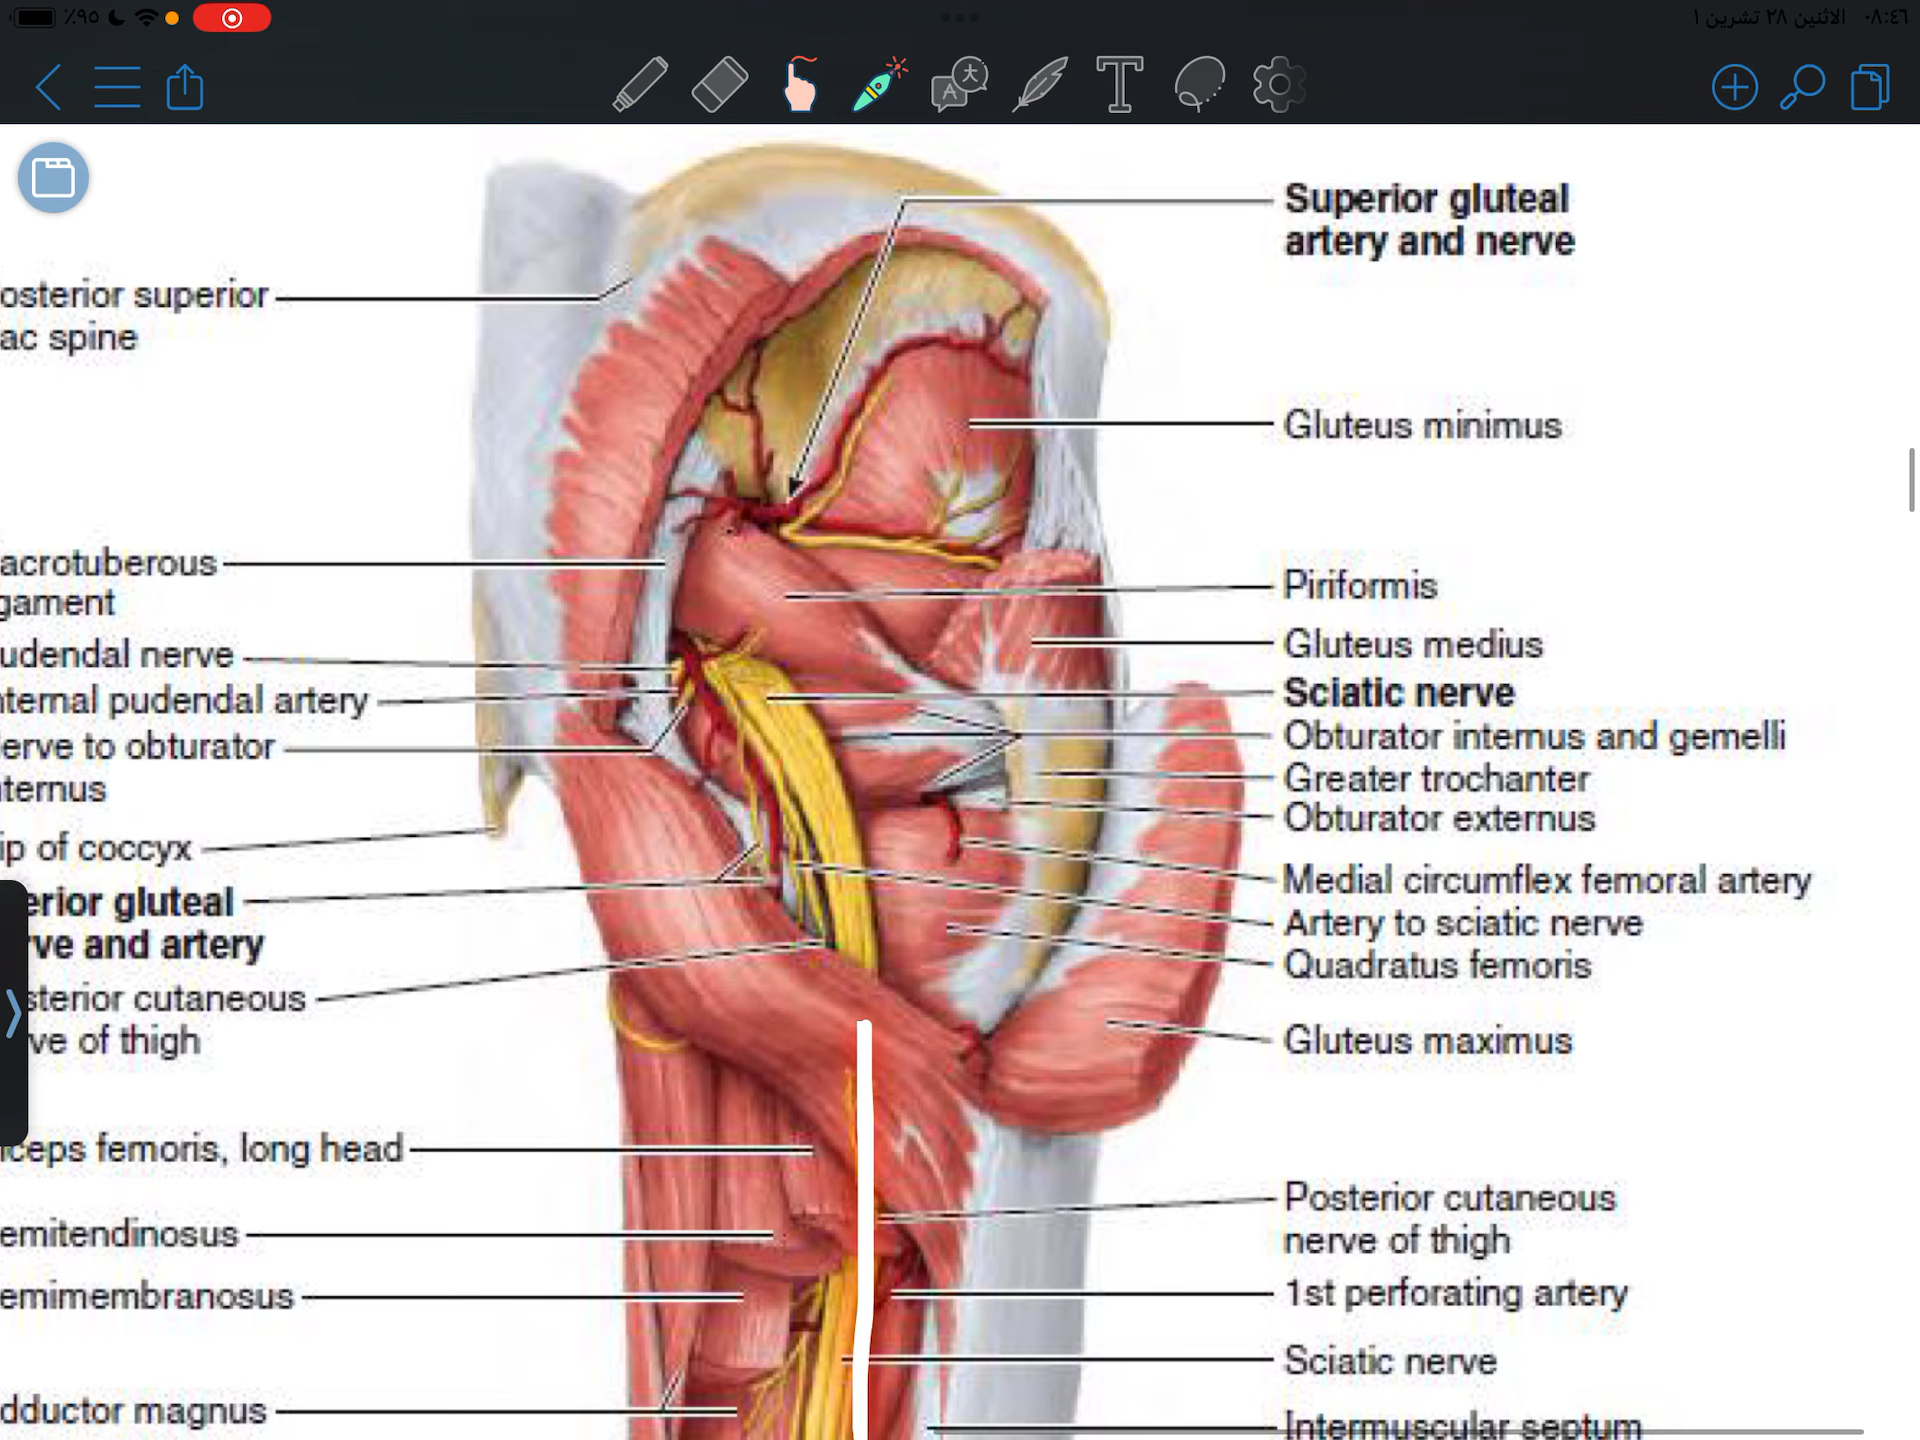 ٪٩٥
٠٨:٤٦ الاثنين ٢٨ تشرين ١
Superior gluteal
artery and nerve
osterior superior
ac spine
Gluteus minimus
acrotuberous
gament
Piriformis
udendal nerve
Gluteus medius
nternal pudendal artery
Sciatic nerve
erve to obturator
nternus
Obturator internus and gemelli
Greater trochanter
Obturator externus
ip of coccyx
Medial circumflex femoral artery
erior gluteal
rve and artery
Artery to sciatic nerve
Quadratus femoris
sterior cutaneous
ve of thigh
Gluteus maximus
iceps femoris, long head
Posterior cutaneous
nerve of thigh
emitendinosus
emimembranosus
1st perforating artery
Sciatic nerve
dductor magnus
Intermuscular septum